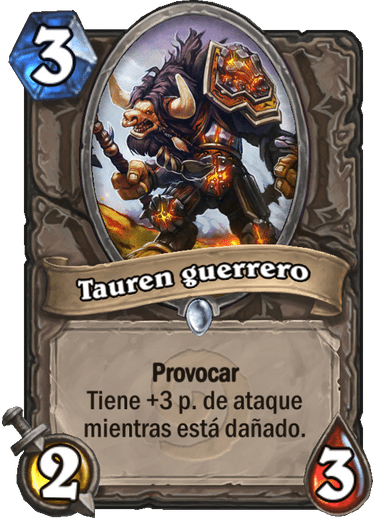 3
Tauren guerrero
Provocar
Tiene +3 p. de ataque
mientras está dañado.
2
3